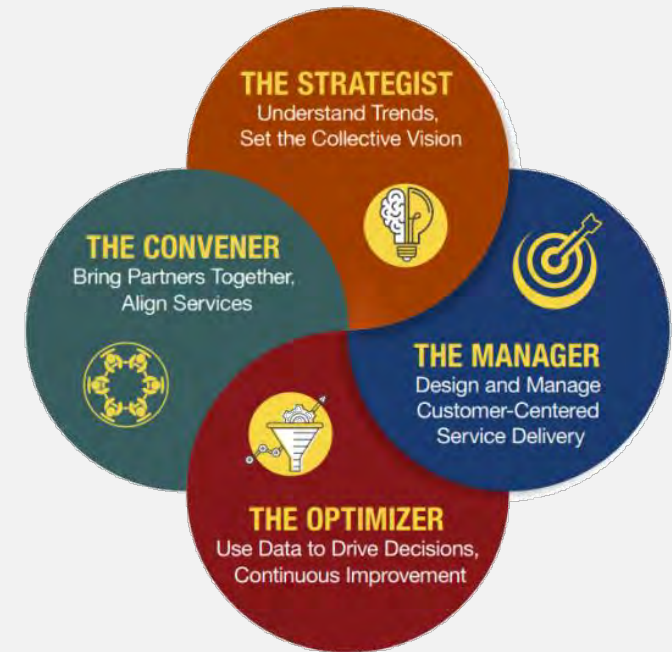 THE STRATEGIST
Understand Trends,
Set the Collective Vision
THE CONVENER
Bring Partners Together,
Align Services
THE MANAGER
Design and Manage
Customer-Centered
Service Delivery
THE OPTIMIZER
Use Data to Drive Decisions,
Continuous Improvement